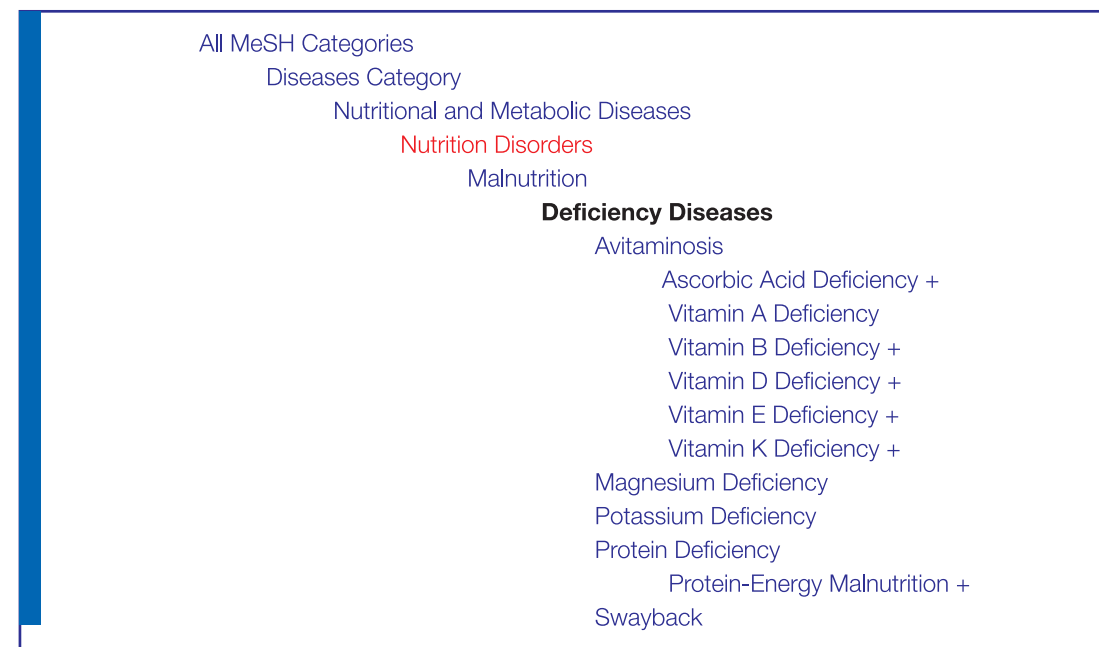 All MeSH Categories
Diseases Category
Nutritional and Metabolic Diseases
Nutrition Disorders
Malnutrition
Deficiency Diseases
Avitaminosis
Ascorbic Acid Deficiency +
Vitamin A Deficiency
Vitamin B Deficiency +
Vitamin D Deficiency +
Vitamin E Deficiency +
Vitamin K Deficiency +
Magnesium Deficiency
Potassium Deficiency
Protein Deficiency
Protein-Energy Malnutrition +
Swayback